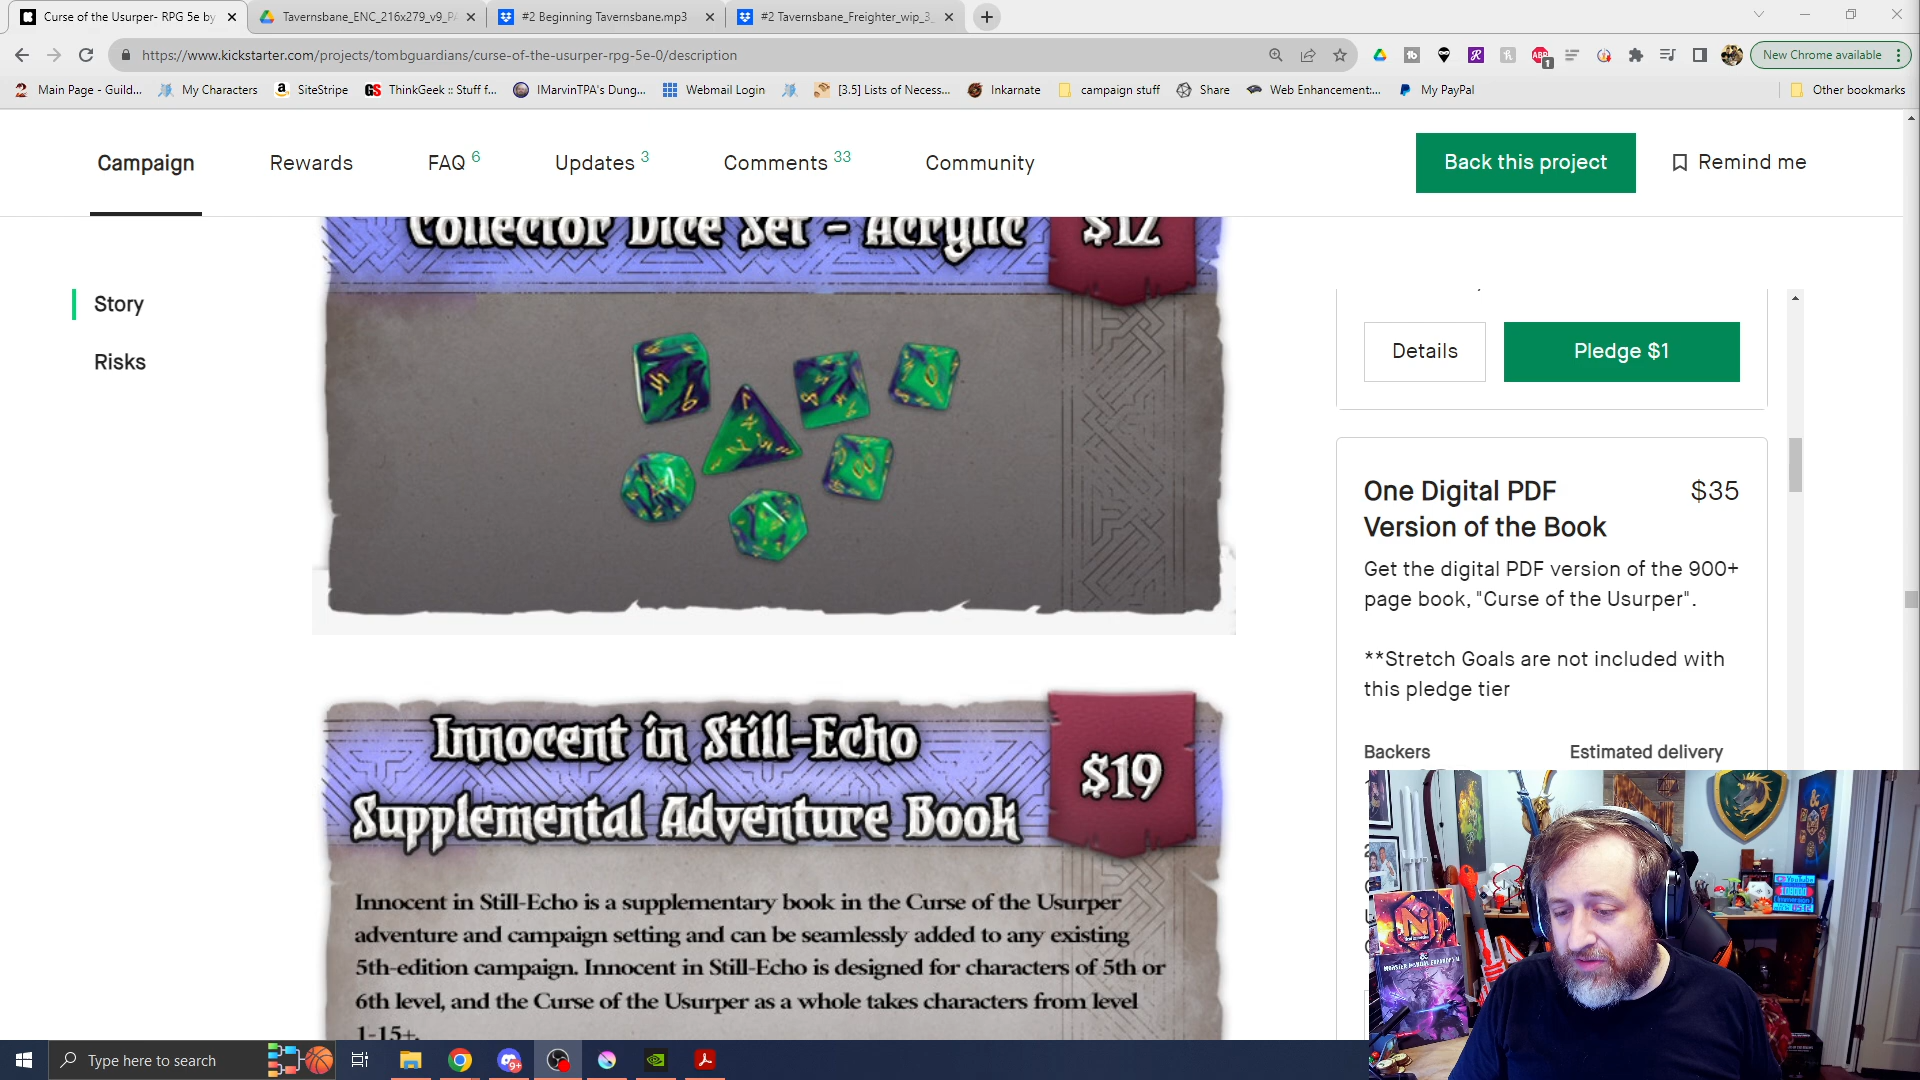 Curse of the Usurper- RPG 5e by
Tavernsbane_ENC_216x279_v9_PA
#2 Beginning Tavernsbane.mp3
#2 Tavernsbane_Freighter_wip_3_
https://www.kickstarter.com/projects/tombguardians/curse-of-the-usurper-rpg-5e-0/description
New Chrome available
Main Page - Guild...
My Characters
SiteStripe
ThinkGeek :: Stuff f...
IMarvinTPA's Dung...
Webmail Login
[3.5] Lists of Necess...
Inkarnate
campaign stuff
Share
Web Enhancement:...
My PayPal
Other bookmarks
Campaign
Rewards
FAQ 6
Updates 3
Comments 33
Community
Back this project
Remind me
Story
Risks
Collector Dice Set - Acrylic
$12
Innocent in Still-Echo
Supplemental Adventure Book
$19
Innocent in Still-Echo is a supplementary book in the Curse of the Usurper
adventure and campaign setting and can be seamlessly added to any existing
5th-edition campaign. Innocent in Still-Echo is designed for characters of 5th or
6th level, and the Curse of the Usurper as a whole takes characters from level
1-15+.
Details
Pledge $1
One Digital PDF
Version of the Book
$35
Get the digital PDF version of the 900+
page book, "Curse of the Usurper".
**Stretch Goals are not included with
this pledge tier
Backers
Estimated delivery
Type here to search